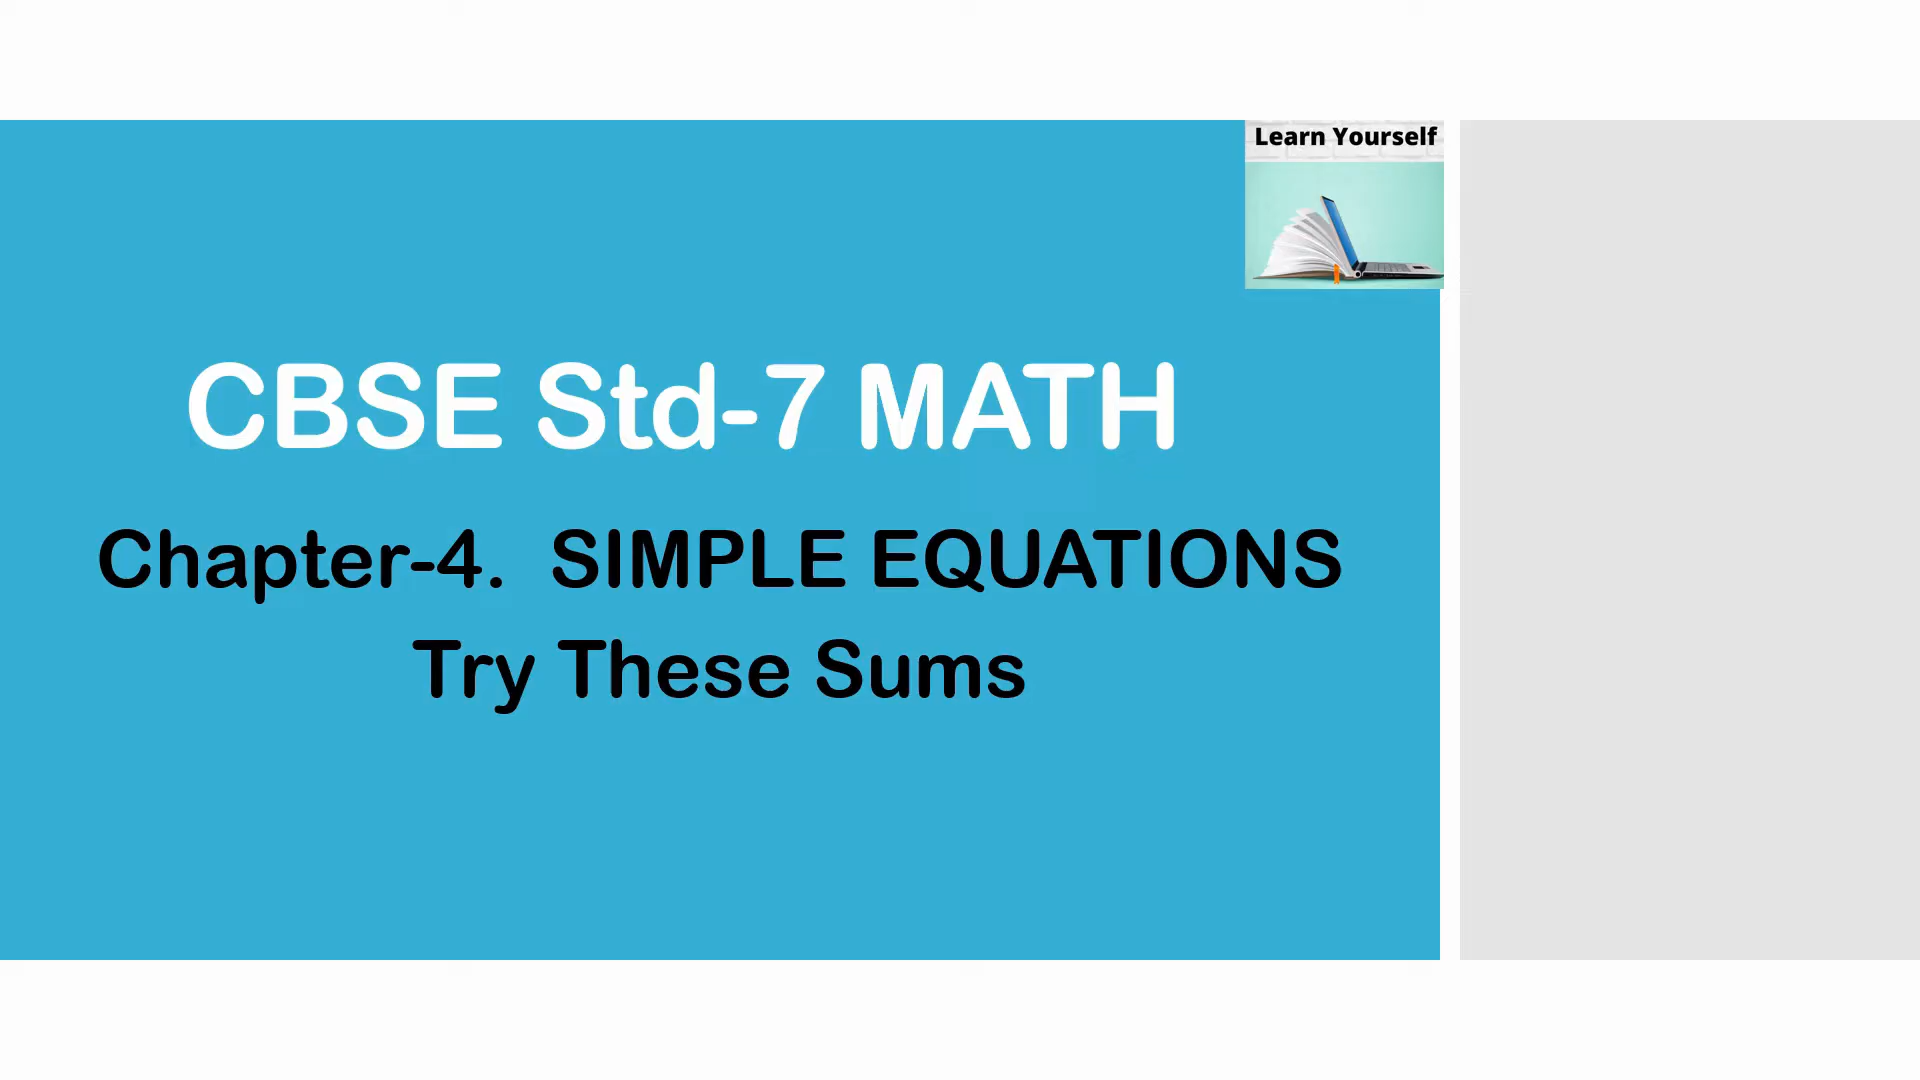 Learn Yourself
CBSE Std-7 MATH
Chapter-4. SIMPLE EQUATIONS
Try These Sums